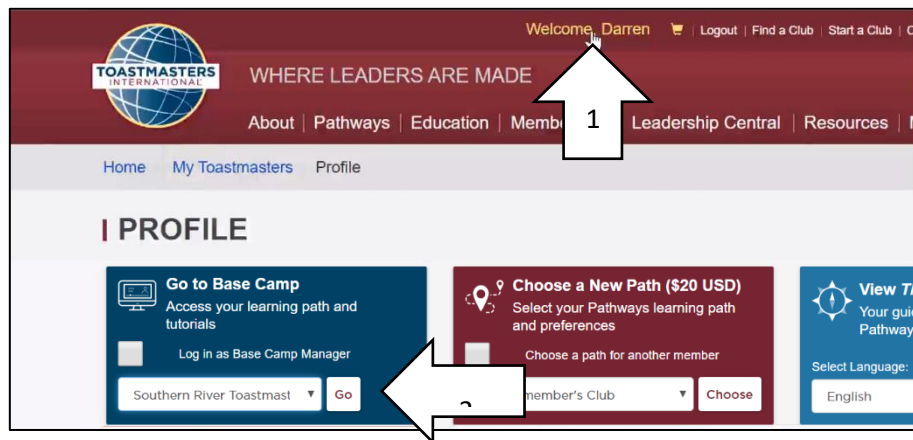 Welcome, Darren | Logout | Find a Club | Start a Club |
TOASTMASTERS
INTERNATIONAL
WHERE LEADERS ARE MADE
1
About | Pathways | Education | Leadership Central | Resources |
Home My Toastmasters Profile
PROFILE
Go to Base Camp
Access your learning path and
tutorials
Log in as Base Camp Manager
Southern River Toastmast Go
Choose a New Path ($20 USD)
Select your Pathways learning path
and preferences
Choose a path for another member
member's Club Choose
View
Your
Select Language:
English